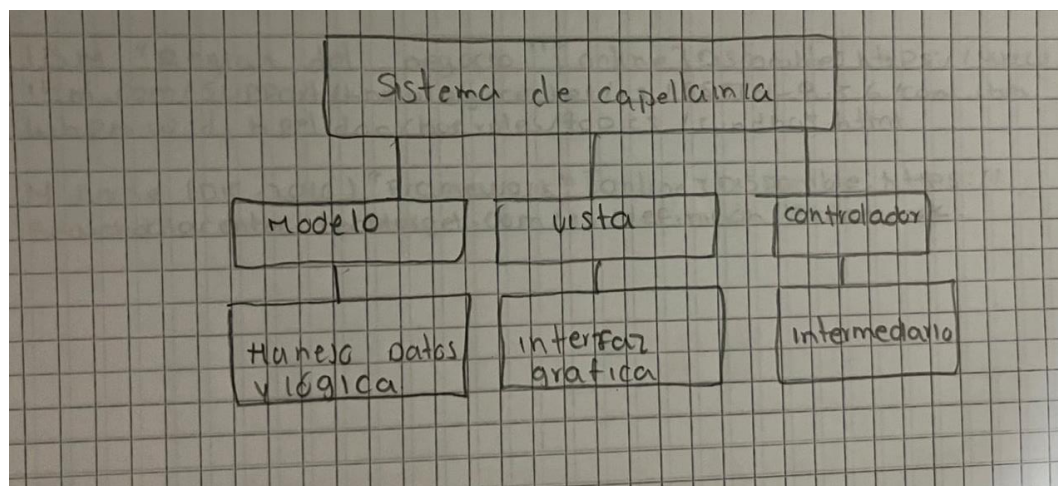 Sistema de capellania
Modelo
vista
controlador
Manejo datos
y lógica
interfaz
grafica
intermediario